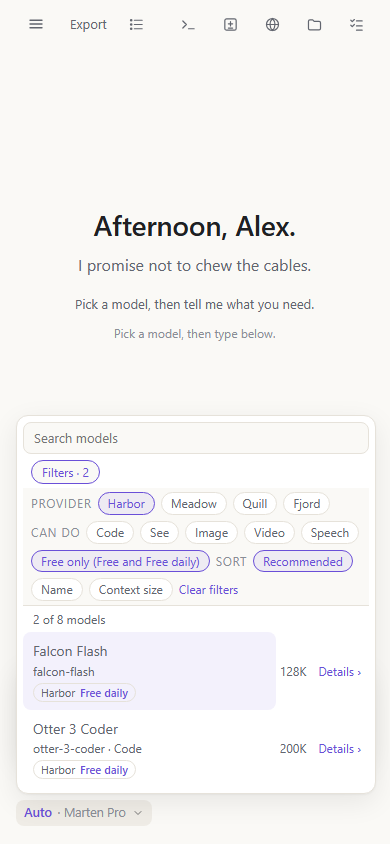 Export
Afternoon, Alex.
I promise not to chew the cables.
Pick a model, then tell me what you need.
Pick a model, then type below.
Search models
Filters · 2
PROVIDER Harbor Meadow Quill Fjord
CAN DO Code See Image Video Speech
Free only (Free and Free daily) SORT Recommended
Name Context size Clear filters
2 of 8 models
Falcon Flash
falcon-flash 128K Details ›
Harbor Free daily
Otter 3 Coder
otter-3-coder · Code 200K Details ›
Harbor Free daily
Auto · Marten Pro